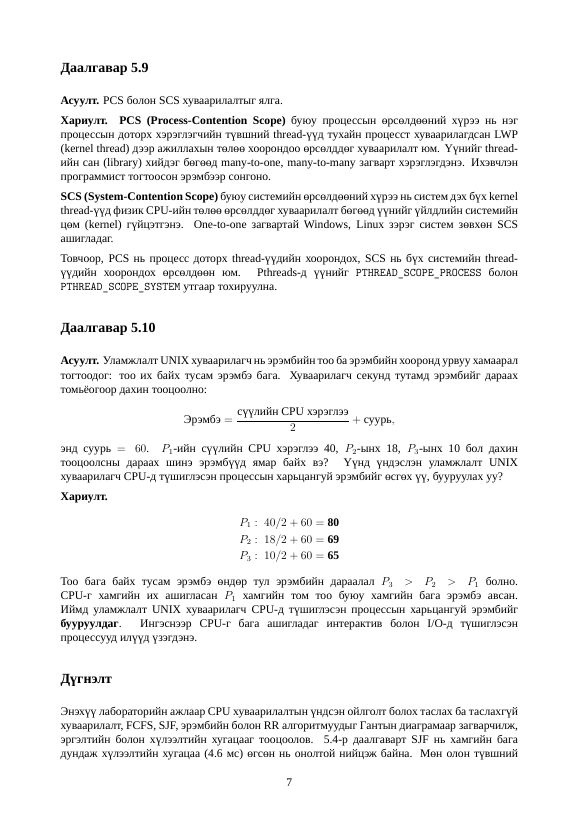 Даалгавар 5.9
Асуулт. PCS болон SCS хуваарилалтыг ялга.
Хариулт. PCS (Process-Contention Scope) буюу процессын өрсөлдөөний хүрээ нь нэг
процессын доторх хэрэглэгчийн түвшний thread-үүд тухайн процесст хуваарилагдсан LWP
(kernel thread) дээр ажиллахын төлөө хоорондоо өрсөлддөг хуваарилалт юм. Үүнийг thread-
ийн сан (library) хийдэг бөгөөд many-to-one, many-to-many загварт хэрэглэгдэнэ. Ихэвчлэн
программист тогтоосон эрэмбээр сонгоно.
SCS (System-Contention Scope) буюу системийн өрсөлдөөний хүрээ нь систем дэх бүх kernel
thread-үүд физик CPU-ийн төлөө өрсөлддөг хуваарилалт бөгөөд үүнийг үйлдлийн системийн
цөм (kernel) гүйцэтгэнэ. One-to-one загвартай Windows, Linux зэрэг систем зөвхөн SCS
ашигладаг.
Товчоор, PCS нь процесс доторх thread-үүдийн хоорондох, SCS нь бүх системийн thread-
үүдийн хоорондох өрсөлдөөн юм. Pthreads-д үүнийг PTHREAD_SCOPE_PROCESS болон
PTHREAD_SCOPE_SYSTEM утгаар тохируулна.
Даалгавар 5.10
Асуулт. Уламжлалт UNIX хуваарилагч нь эрэмбийн тоо ба эрэмбийн хооронд урвуу хамаарал
тогтоодог: тоо их байх тусам эрэмбэ бага. Хуваарилагч секунд тутамд эрэмбийг дараах
томьёогоор дахин тооцоолно:
Эрэмбэ = сүүлийн CPU хэрэглээ / 2 + суурь,
энд суурь = 60. P₁-ийн сүүлийн CPU хэрэглээ 40, P₂-ынх 18, P₃-ынх 10 бол дахин
тооцоолсны дараах шинэ эрэмбүүд ямар байх вэ? Үүнд үндэслэн уламжлалт UNIX
хуваарилагч CPU-д түшиглэсэн процессын харьцангуй эрэмбийг өсгөх үү, бууруулах уу?
Хариулт.
P₁ : 40/2 + 60 = 80
P₂ : 18/2 + 60 = 69
P₃ : 10/2 + 60 = 65
Тоо бага байх тусам эрэмбэ өндөр тул эрэмбийн дараалал P₃ > P₂ > P₁ болно.
CPU-г хамгийн их ашигласан P₁ хамгийн том тоо буюу хамгийн бага эрэмбэ авсан.
Иймд уламжлалт UNIX хуваарилагч CPU-д түшиглэсэн процессын харьцангуй эрэмбийг
бууруулдаг. Ингэснээр CPU-г бага ашигладаг интерактив болон I/O-д түшиглэсэн
процессууд илүүд үзэгдэнэ.
Дүгнэлт
Энэхүү лабораторийн ажлаар CPU хуваарилалтын үндсэн ойлголт болох таслах ба таслахгүй
хуваарилалт, FCFS, SJF, эрэмбийн болон RR алгоритмуудыг Гантын диаграмаар загварчилж,
эргэлтийн болон хүлээлтийн хугацааг тооцоолов. 5.4-р даалгаварт SJF нь хамгийн бага
дундаж хүлээлтийн хугацаа (4.6 мс) өгсөн нь онолтой нийцэж байна. Мөн олон түвшний
7